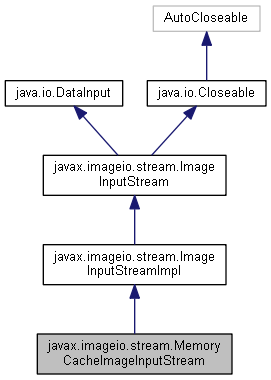 AutoCloseable
java.io.DataInput
java.io.Closeable
javax.imageio.stream.Image
InputStream
javax.imageio.stream.Image
InputStreamImpl
javax.imageio.stream.Memory
CacheImageInputStream